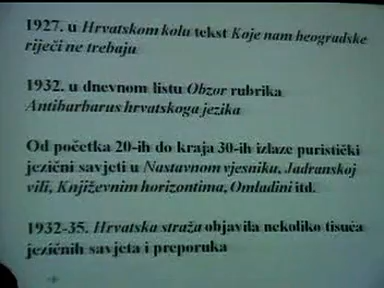 1927. u Hrvatskom kolu tekst Koje nam beogradske
riječi ne trebaju
1932. u dnevnom listu Obzor rubrika
Antibarbarus hrvatskoga jezika
Od početka 20-ih do kraja 30-ih izlaze puristički
jezični savjeti u Nastavnom vjesniku, Jadranskoj
vili, Književnim horizontima, Omladini itd.
1932-35. Hrvatska straža objavila nekoliko tisuća
jezičnih savjeta i preporuka